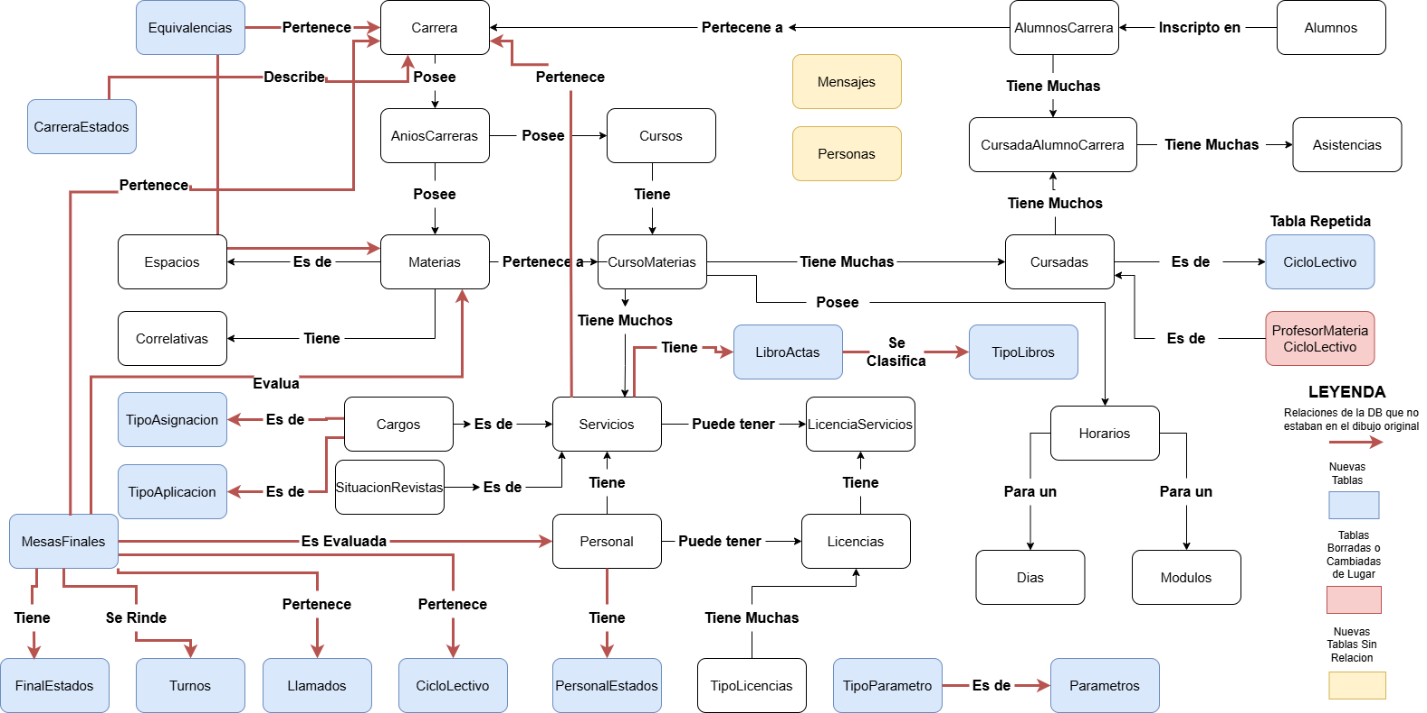 Equivalencias
Pertenece
Carrera
Pertecene a
AlumnosCarrera
Inscripto en
Alumnos
Describe
Posee
Pertenece
Mensajes
Tiene Muchas
CarreraEstados
AniosCarreras
Posee
Cursos
Personas
CursadaAlumnoCarrera
Tiene Muchas
Asistencias
Pertenece
Posee
Tiene
Tiene Muchos
Tabla Repetida
Espacios
Es de
Materias
Pertenece a
CursoMaterias
Tiene Muchas
Cursadas
Es de
CicloLectivo
Posee
Tiene Muchos
Correlativas
Tiene
Tiene
LibroActas
Se
Clasifica
TipoLibros
Es de
ProfesorMateria
CicloLectivo
Evalua
LEYENDA
Relaciones de la DB que no
estaban en el dibujo original
TipoAsignacion
Es de
Cargos
Es de
Servicios
Puede tener
LicenciaServicios
Horarios
TipoAplicacion
Es de
SituacionRevistas
Es de
Tiene
Tiene
Para un
Para un
Nuevas
Tablas
MesasFinales
Es Evaluada
Personal
Puede tener
Licencias
Tablas
Borradas o
Cambiadas
de Lugar
Dias
Modulos
Tiene
Se Rinde
Pertenece
Pertenece
Tiene
Tiene Muchas
Nuevas
Tablas Sin
Relacion
FinalEstados
Turnos
Llamados
CicloLectivo
PersonalEstados
TipoLicencias
TipoParametro
Es de
Parametros